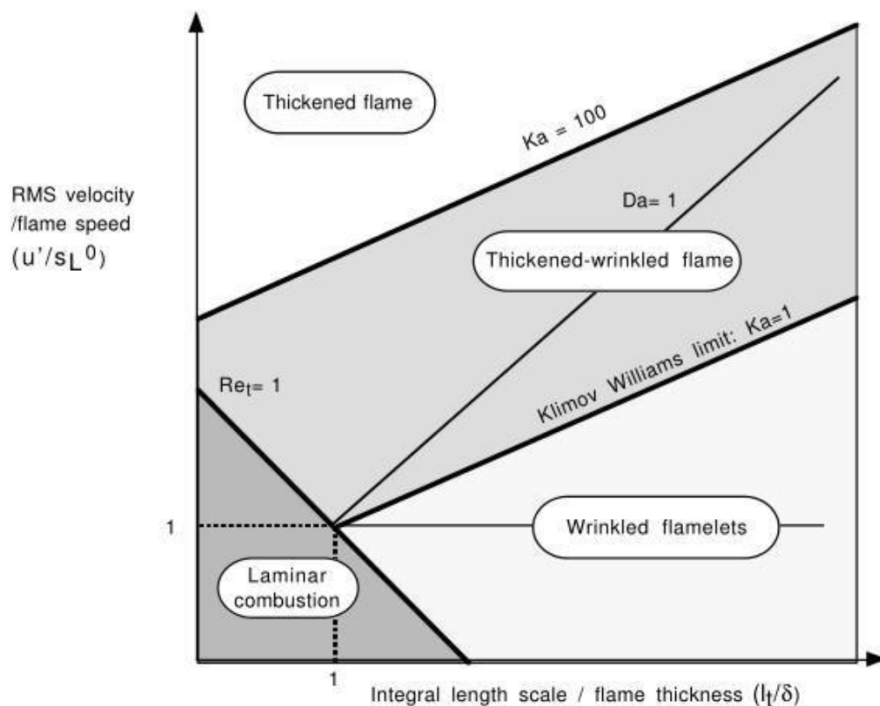 Thickened flame
Ka = 100
RMS velocity
/flame speed
(u'/sL⁰)
Da= 1
Thickened-wrinkled flame
Klimov Williams limit: Ka=1
Ret= 1
1
Wrinkled flamelets
Laminar
combustion
1
Integral length scale / flame thickness (lt/δ)